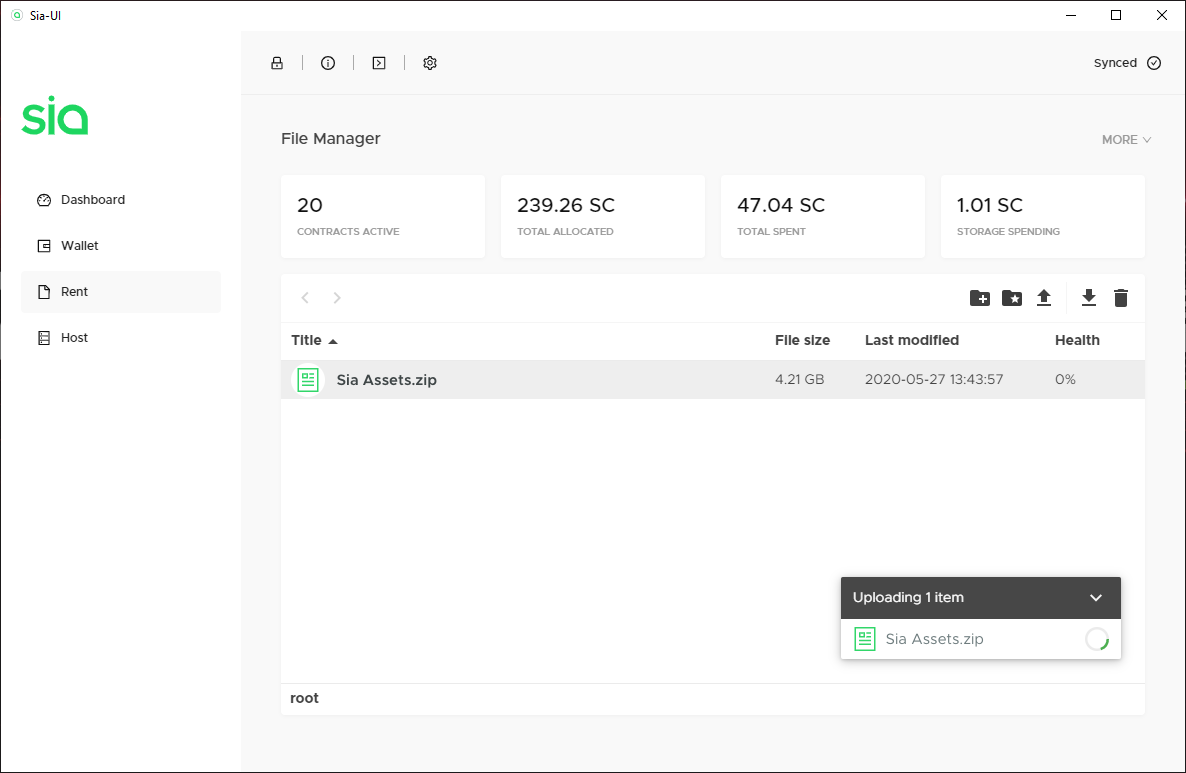 Sia-UI
Synced
sia
File Manager
MORE
Dashboard
Wallet
Rent
Host
20
CONTRACTS ACTIVE
239.26 SC
TOTAL ALLOCATED
47.04 SC
TOTAL SPENT
1.01 SC
STORAGE SPENDING
Title File size Last modified Health
Sia Assets.zip 4.21 GB 2020-05-27 13:43:57 0%
Uploading 1 item
Sia Assets.zip
root